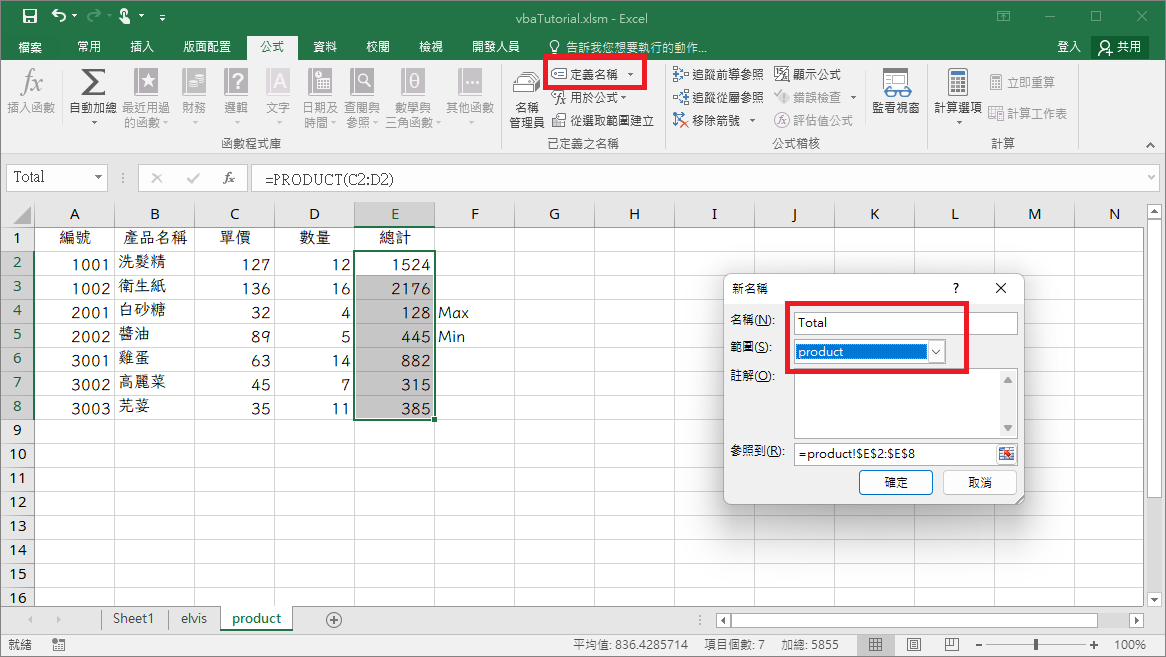 vbaTutorial.xlsm - Excel
檔案 常用 插入 版面配置 公式 資料 校閱 檢視 開發人員 告訴我您想要執行的動作... 登入 共用
fx 插入函數
Σ 自動加總
最近用過的函數
財務
邏輯
A 文字
日期及時間
查閱與參照
θ 數學與三角函數
其他函數
函數程式庫
名稱管理員
定義名稱
用於公式
從選取範圍建立
已定義之名稱
追蹤前導參照 顯示公式
追蹤從屬參照 錯誤檢查
移除箭號 評估值公式
公式稽核
監看視窗
計算選項
立即重算
計算工作表
計算
Total fx =PRODUCT(C2:D2)
A B C D E F G H I J K L M N
1 編號 產品名稱 單價 數量 總計
2 1001 洗髮精 127 12 1524
3 1002 衛生紙 136 16 2176
4 2001 白砂糖 32 4 128 Max
5 2002 醬油 89 5 445 Min
6 3001 雞蛋 63 14 882
7 3002 高麗菜 45 7 315
8 3003 芫荽 35 11 385
9
10
11
12
13
14
15
16
新名稱 ?
名稱(N): Total
範圍(S): product
註解(O):
參照到(R): =product!$E$2:$E$8
確定 取消
Sheet1 elvis product
就緒 平均值: 836.4285714 項目個數: 7 加總: 5855 100%